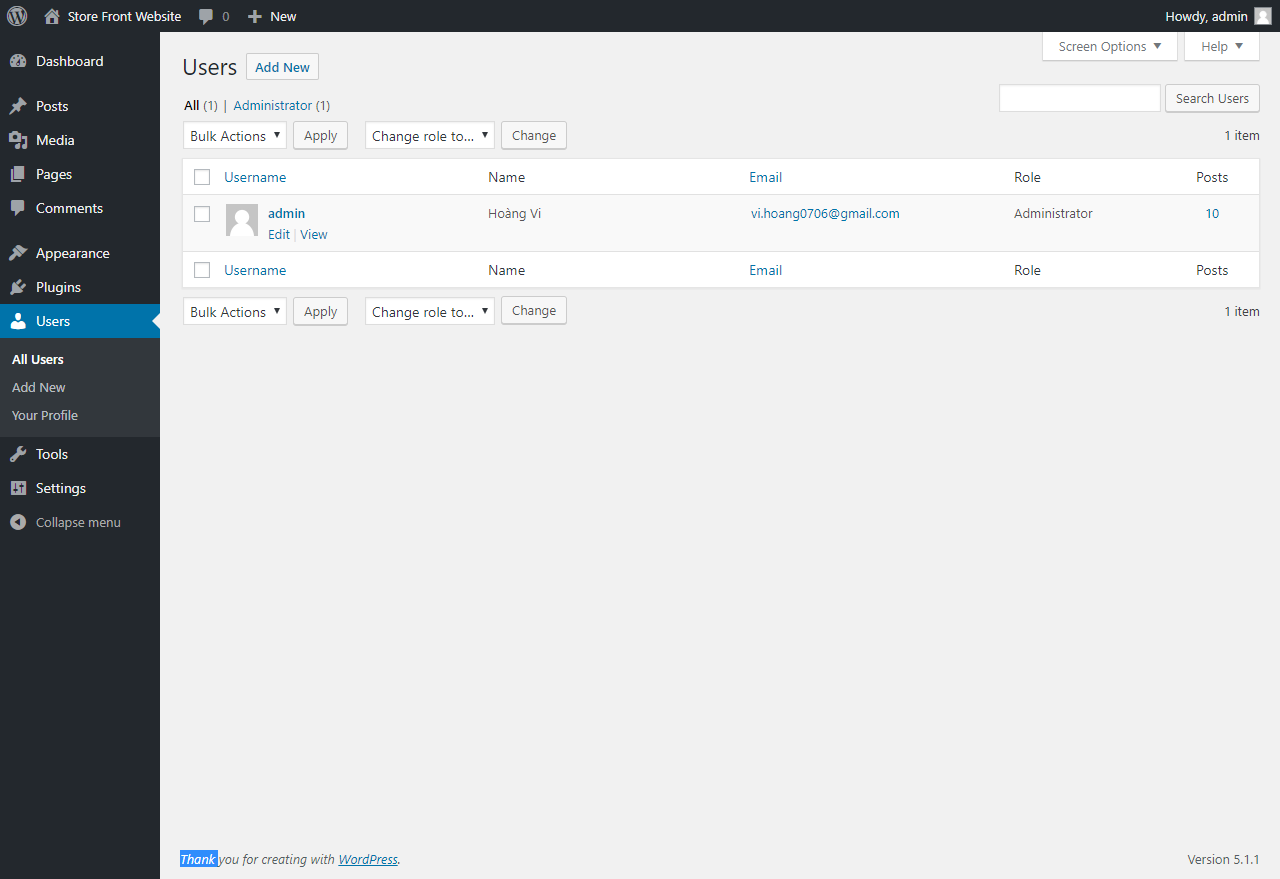 Store Front Website 0 New Howdy, admin
Dashboard
Posts
Media
Pages
Comments
Appearance
Plugins
Users
All Users
Add New
Your Profile
Tools
Settings
Collapse menu
Screen Options Help
Users Add New
All (1) | Administrator (1)
Search Users
Bulk Actions Apply Change role to... Change 1 item
Username Name Email Role Posts
admin Hoàng Vi vi.hoang0706@gmail.com Administrator 10
Edit | View
Username Name Email Role Posts
Bulk Actions Apply Change role to... Change 1 item
Thank you for creating with WordPress. Version 5.1.1